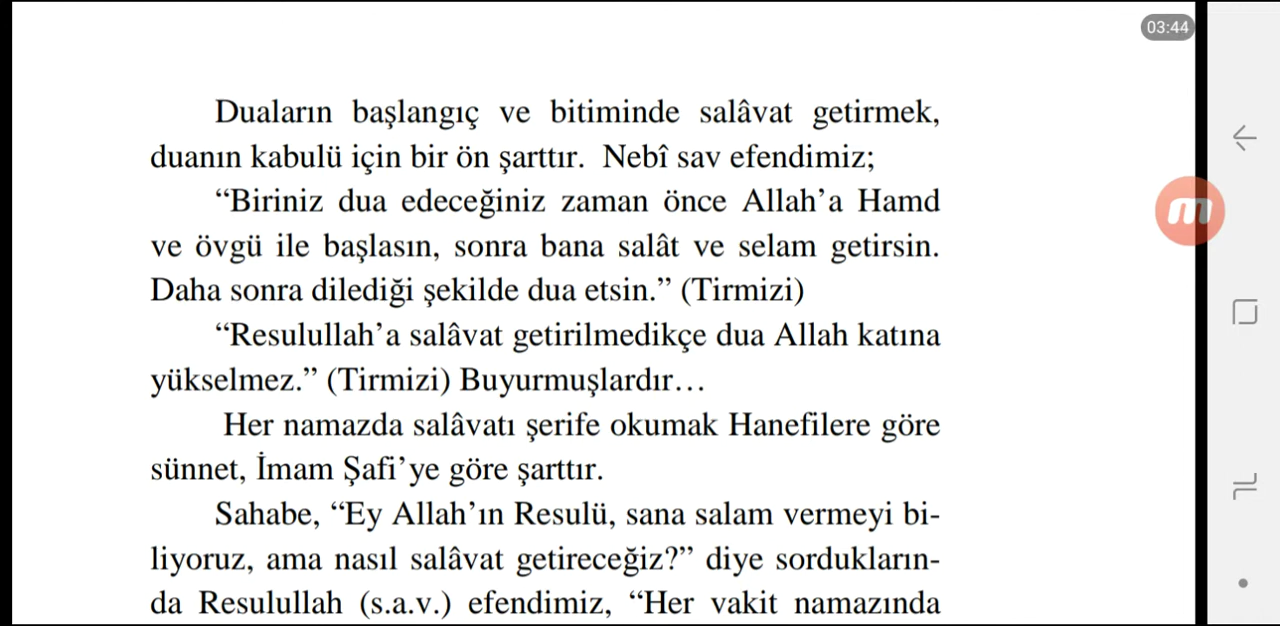 03:44
Duaların başlangıç ve bitiminde salâvat getirmek,
duanın kabulü için bir ön şarttır. Nebî sav efendimiz;
“Biriniz dua edeceğiniz zaman önce Allah’a Hamd
ve övgü ile başlasın, sonra bana salât ve selam getirsin.
Daha sonra dilediği şekilde dua etsin.” (Tirmizi)
“Resulullah’a salâvat getirilmedikçe dua Allah katına
yükselmez.” (Tirmizi) Buyurmuşlardır…
Her namazda salâvatı şerife okumak Hanefilere göre
sünnet, İmam Şafi’ye göre şarttır.
Sahabe, “Ey Allah’ın Resulü, sana salam vermeyi bi-
liyoruz, ama nasıl salâvat getireceğiz?” diye sordukların-
da Resulullah (s.a.v.) efendimiz, “Her vakit namazında